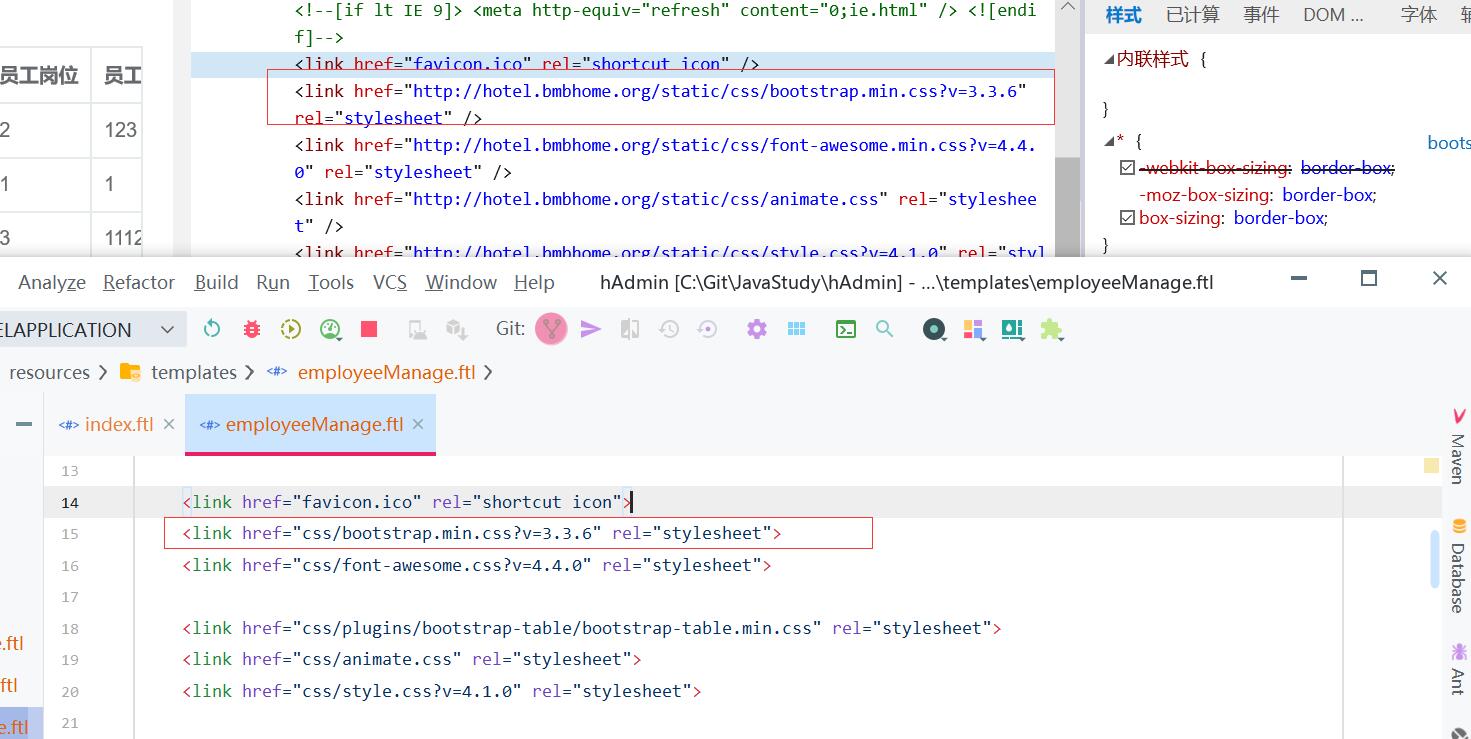 <!--[if lt IE 9]> <meta http-equiv="refresh" content="0;ie.html" /> <![endi
f]-->
<link href="favicon.ico" rel="shortcut icon" />
<link href="http://hotel.bmbhome.org/static/css/bootstrap.min.css?v=3.3.6"
rel="stylesheet" />
<link href="http://hotel.bmbhome.org/static/css/font-awesome.min.css?v=4.4.
0" rel="stylesheet" />
<link href="http://hotel.bmbhome.org/static/css/animate.css" rel="styleshee
t" />
<link href="http://hotel.bmbhome.org/static/css/style.css?v=4.1.0" rel="styl
员工岗位 员工
2 123
1 1
3 1112
样式 已计算 事件 DOM ... 字体
内联样式 {
}
* { boots
-webkit-box-sizing: border-box;
-moz-box-sizing: border-box;
box-sizing: border-box;
}
Analyze Refactor Build Run Tools VCS Window Help hAdmin [C:\Git\JavaStudy\hAdmin] - ...\templates\employeeManage.ftl
ELAPPLICATION Git:
resources templates <#> employeeManage.ftl
<#> index.ftl <#> employeeManage.ftl
13
14 <link href="favicon.ico" rel="shortcut icon">
15 <link href="css/bootstrap.min.css?v=3.3.6" rel="stylesheet">
16 <link href="css/font-awesome.css?v=4.4.0" rel="stylesheet">
17
18 <link href="css/plugins/bootstrap-table/bootstrap-table.min.css" rel="stylesheet">
19 <link href="css/animate.css" rel="stylesheet">
20 <link href="css/style.css?v=4.1.0" rel="stylesheet">
21
e.ftl
ftl
e.ftl
Maven
Database
Ant